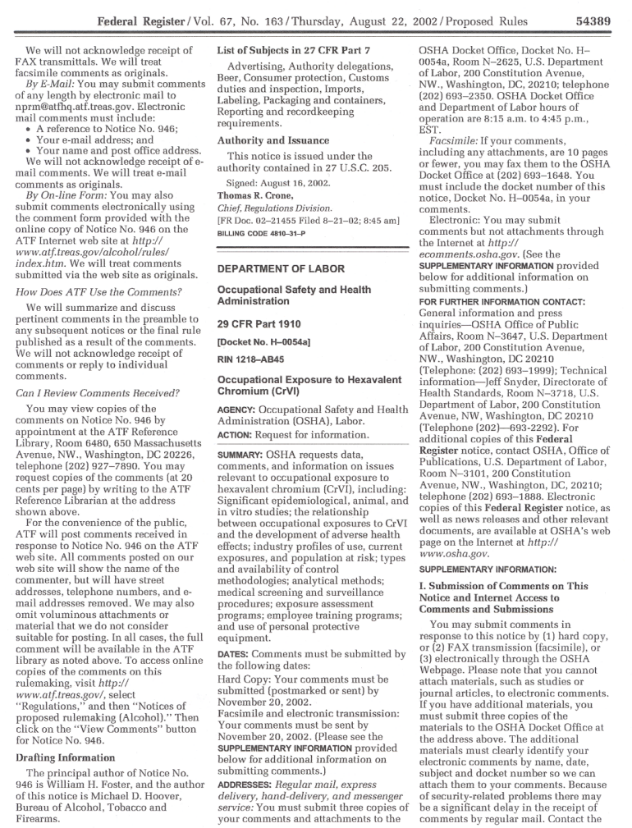 Federal Register / Vol. 67, No. 163 / Thursday, August 22, 2002 / Proposed Rules 54389
We will not acknowledge receipt of
FAX transmittals. We will treat
facsimile comments as originals.
By E-Mail: You may submit comments
of any length by electronic mail to
nprm@atfhq.atf.treas.gov. Electronic
mail comments must include:
• A reference to Notice No. 946;
• Your e-mail address; and
• Your name and post office address.
We will not acknowledge receipt of e-
mail comments. We will treat e-mail
comments as originals.
By On-line Form: You may also
submit comments electronically using
the comment form provided with the
online copy of Notice No. 946 on the
ATF Internet web site at http://
www.atf.treas.gov/alcohol/rules/
index.htm. We will treat comments
submitted via the web site as originals.
How Does ATF Use the Comments?
We will summarize and discuss
pertinent comments in the preamble to
any subsequent notices or the final rule
published as a result of the comments.
We will not acknowledge receipt of
comments or reply to individual
comments.
Can I Review Comments Received?
You may view copies of the
comments on Notice No. 946 by
appointment at the ATF Reference
Library, Room 6480, 650 Massachusetts
Avenue, NW., Washington, DC 20226,
telephone (202) 927–7890. You may
request copies of the comments (at 20
cents per page) by writing to the ATF
Reference Librarian at the address
shown above.
For the convenience of the public,
ATF will post comments received in
response to Notice No. 946 on the ATF
web site. All comments posted on our
web site will show the name of the
commenter, but will have street
addresses, telephone numbers, and e-
mail addresses removed. We may also
omit voluminous attachments or
material that we do not consider
suitable for posting. In all cases, the full
comment will be available in the ATF
library as noted above. To access online
copies of the comments on this
rulemaking, visit http://
www.atf.treas.gov/, select
“Regulations,” and then “Notices of
proposed rulemaking (Alcohol).” Then
click on the “View Comments” button
for Notice No. 946.
Drafting Information
The principal author of Notice No.
946 is William H. Foster, and the author
of this notice is Michael D. Hoover,
Bureau of Alcohol, Tobacco and
Firearms.
List of Subjects in 27 CFR Part 7
Advertising, Authority delegations,
Beer, Consumer protection, Customs
duties and inspection, Imports,
Labeling, Packaging and containers,
Reporting and recordkeeping
requirements.
Authority and Issuance
This notice is issued under the
authority contained in 27 U.S.C. 205.
Signed: August 16, 2002.
Thomas R. Crone,
Chief, Regulations Division.
[FR Doc. 02–21455 Filed 8–21–02; 8:45 am]
BILLING CODE 4810–31–P
DEPARTMENT OF LABOR
Occupational Safety and Health
Administration
29 CFR Part 1910
[Docket No. H–0054a]
RIN 1218–AB45
Occupational Exposure to Hexavalent
Chromium (CrVI)
AGENCY: Occupational Safety and Health
Administration (OSHA), Labor.
ACTION: Request for information.
SUMMARY: OSHA requests data,
comments, and information on issues
relevant to occupational exposure to
hexavalent chromium (CrVI), including:
Significant epidemiological, animal, and
in vitro studies; the relationship
between occupational exposures to CrVI
and the development of adverse health
effects; industry profiles of use, current
exposures, and population at risk; types
and availability of control
methodologies; analytical methods;
medical screening and surveillance
procedures; exposure assessment
programs; employee training programs;
and use of personal protective
equipment.
DATES: Comments must be submitted by
the following dates:
Hard Copy: Your comments must be
submitted (postmarked or sent) by
November 20, 2002.
Facsimile and electronic transmission:
Your comments must be sent by
November 20, 2002. (Please see the
SUPPLEMENTARY INFORMATION provided
below for additional information on
submitting comments.)
ADDRESSES: Regular mail, express
delivery, hand-delivery, and messenger
service: You must submit three copies of
your comments and attachments to the
OSHA Docket Office, Docket No. H–
0054a, Room N–2625, U.S. Department
of Labor, 200 Constitution Avenue,
NW., Washington, DC, 20210; telephone
(202) 693–2350. OSHA Docket Office
and Department of Labor hours of
operation are 8:15 a.m. to 4:45 p.m.,
EST.
Facsimile: If your comments,
including any attachments, are 10 pages
or fewer, you may fax them to the OSHA
Docket Office at (202) 693–1648. You
must include the docket number of this
notice, Docket No. H–0054a, in your
comments.
Electronic: You may submit
comments but not attachments through
the Internet at http://
ecomments.osha.gov. (See the
SUPPLEMENTARY INFORMATION provided
below for additional information on
submitting comments.)
FOR FURTHER INFORMATION CONTACT:
General information and press
inquiries—OSHA Office of Public
Affairs, Room N–3647, U.S. Department
of Labor, 200 Constitution Avenue,
NW., Washington, DC 20210
(Telephone: (202) 693–1999); Technical
information—Jeff Snyder, Directorate of
Health Standards, Room N–3718, U.S.
Department of Labor, 200 Constitution
Avenue, NW, Washington, DC 20210
(Telephone (202)—693-2292). For
additional copies of this Federal
Register notice, contact OSHA, Office of
Publications, U.S. Department of Labor,
Room N–3101, 200 Constitution
Avenue, NW., Washington, DC, 20210;
telephone (202) 693–1888. Electronic
copies of this Federal Register notice, as
well as news releases and other relevant
documents, are available at OSHA's web
page on the Internet at http://
www.osha.gov.
SUPPLEMENTARY INFORMATION:
I. Submission of Comments on This
Notice and Internet Access to
Comments and Submissions
You may submit comments in
response to this notice by (1) hard copy,
or (2) FAX transmission (facsimile), or
(3) electronically through the OSHA
Webpage. Please note that you cannot
attach materials, such as studies or
journal articles, to electronic comments.
If you have additional materials, you
must submit three copies of the
materials to the OSHA Docket Office at
the address above. The additional
materials must clearly identify your
electronic comments by name, date,
subject and docket number so we can
attach them to your comments. Because
of security-related problems there may
be a significant delay in the receipt of
comments by regular mail. Contact the